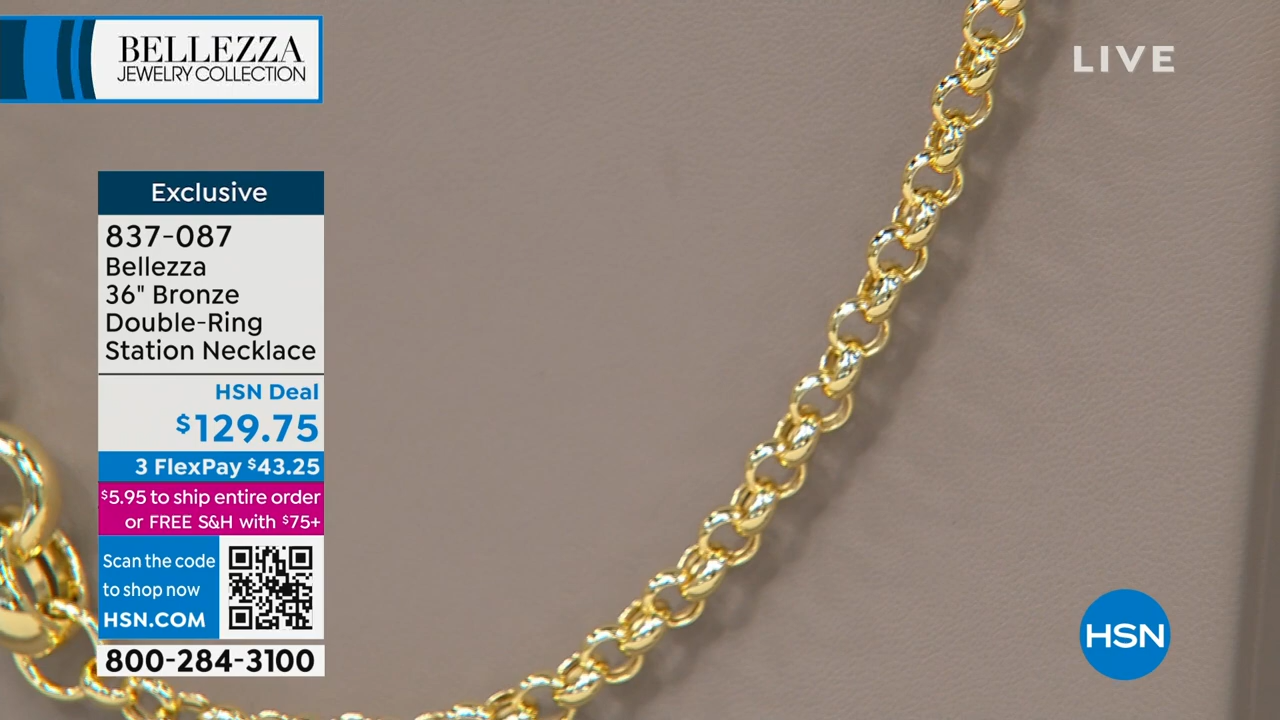 BELLEZZA
JEWELRY COLLECTION
LIVE
Exclusive
837-087
Bellezza
36" Bronze
Double-Ring
Station Necklace
HSN Deal
$129.75
3 FlexPay $43.25
$5.95 to ship entire order
or FREE S&H with $75+
Scan the code
to shop now
HSN.COM
800-284-3100
HSN